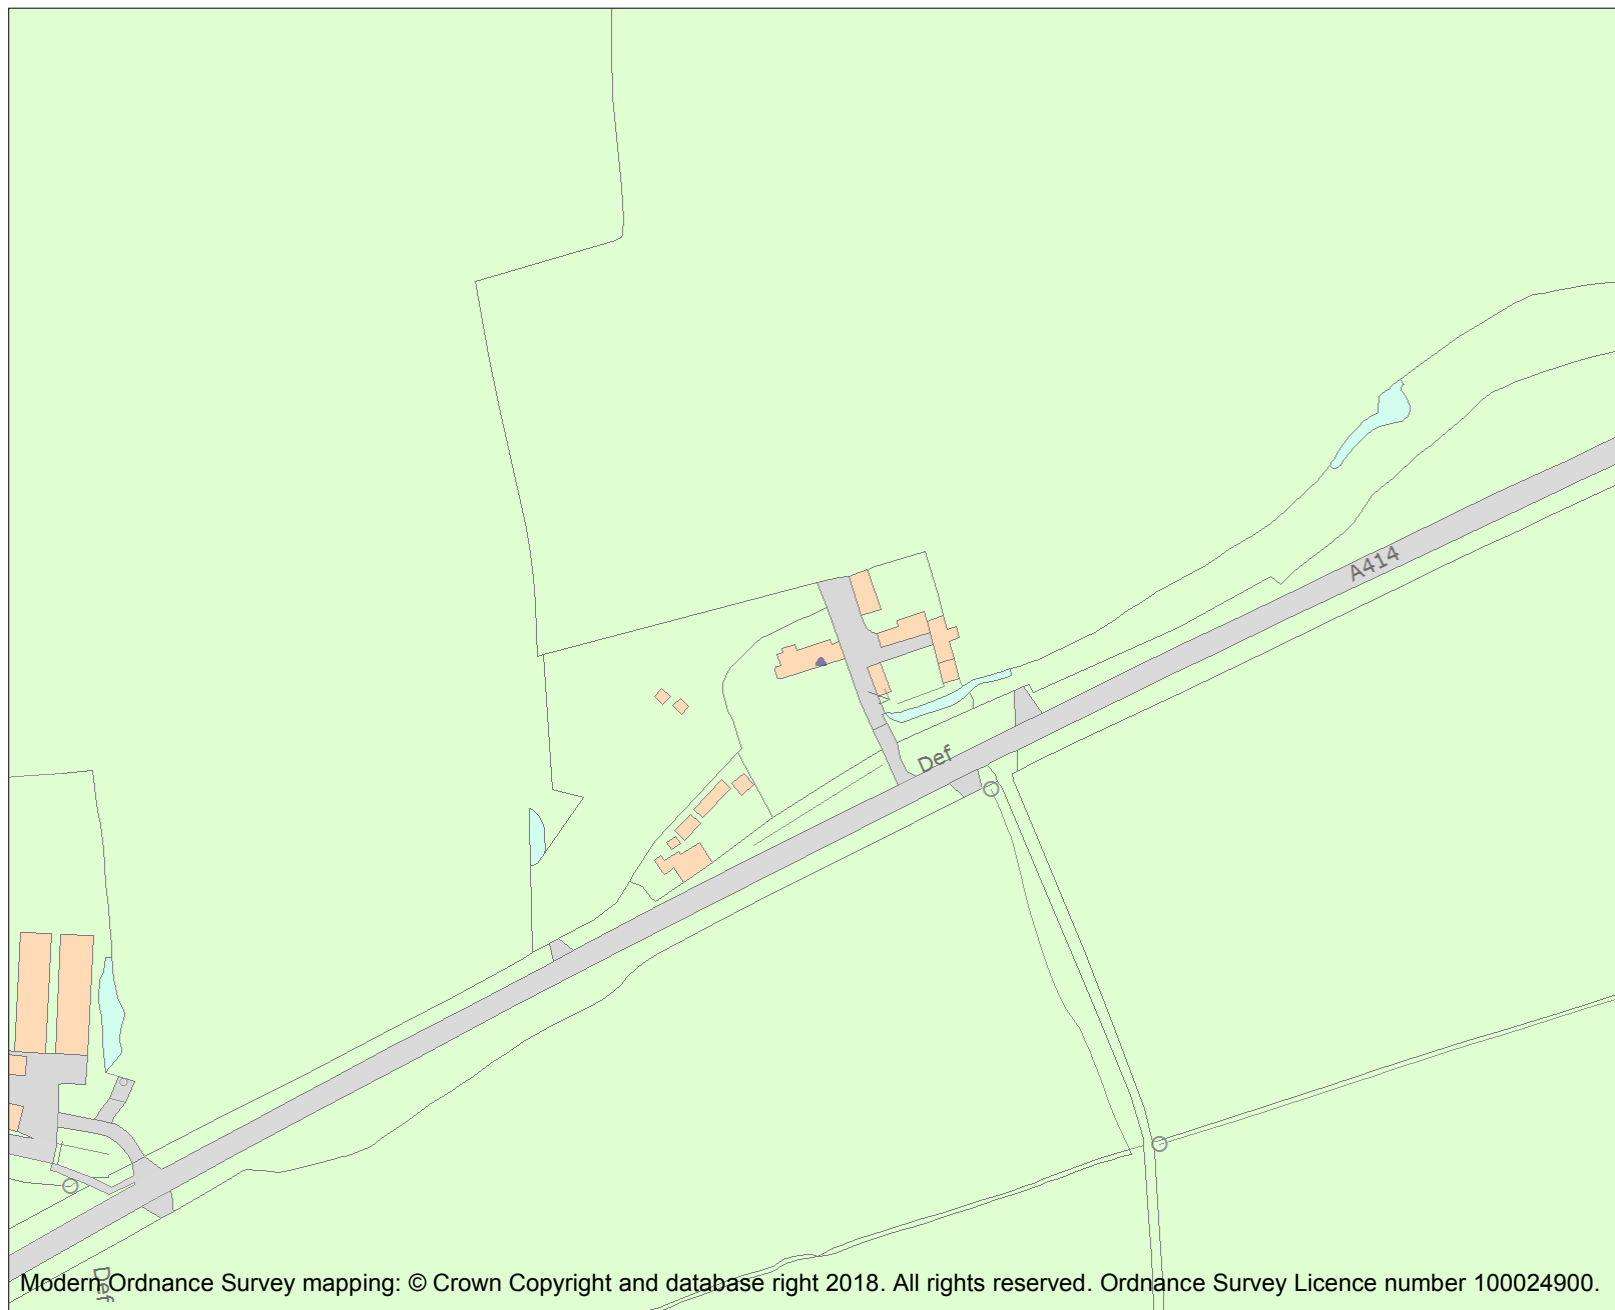 A414
Def
Def
Modern Ordnance Survey mapping: © Crown Copyright and database right 2018. All rights reserved. Ordnance Survey Licence number 100024900.